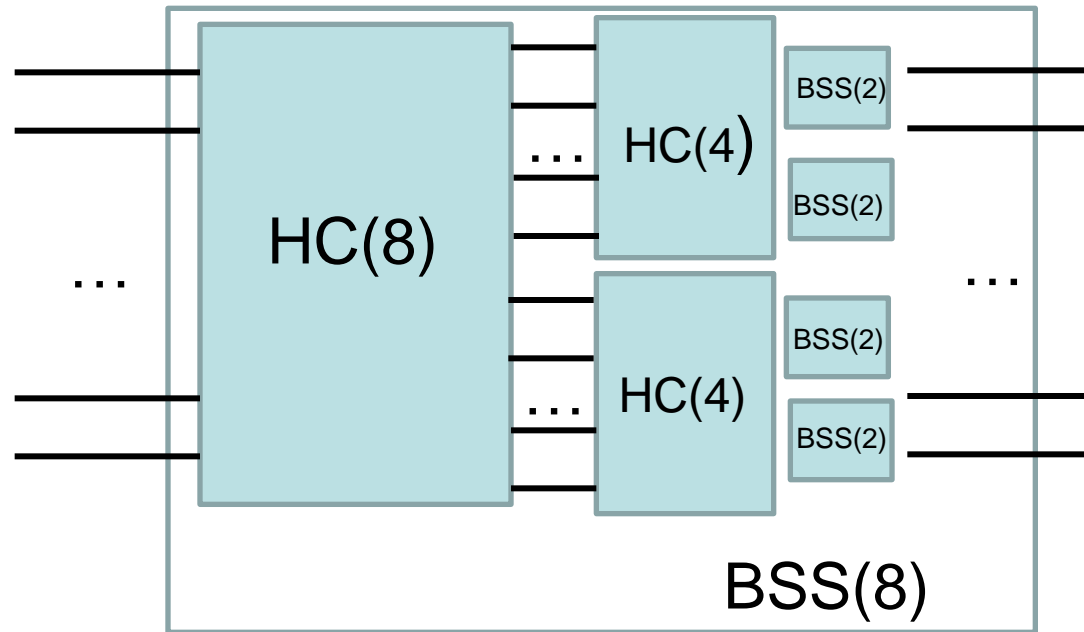 BSS(2)
...
HC(4)
BSS(2)
HC(8)
...
...
BSS(2)
...
HC(4)
BSS(2)
BSS(8)